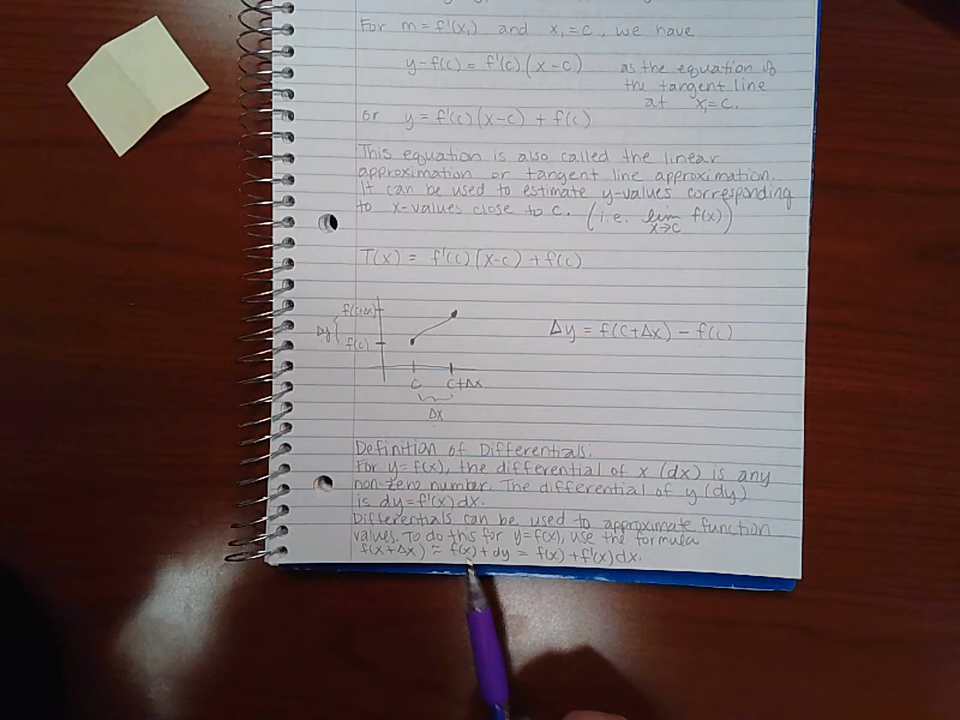 For m = f'(x₁) and x₁ = c, we have
y - f(c) = f'(c)(x-c) as the equation of
the tangent line
at x₁ = c.
or y = f'(c)(x-c) + f(c)
This equation is also called the linear
approximation or tangent line approximation.
It can be used to estimate y-values corresponding
to x-values close to c. (i.e. lim f(x))
x→c
T(x) = f'(c)(x-c) + f(c)
f(c+Δx)
Δy
f(c)
Δy = f(c+Δx) - f(c)
c c+Δx
Δx
Definition of Differentials:
For y = f(x), the differential of x (dx) is any
non-zero number. The differential of y (dy)
is dy = f'(x) dx.
Differentials can be used to approximate function
values. To do this for y = f(x), use the formula
f(x+Δx) ≈ f(x) + dy = f(x) + f'(x) dx.